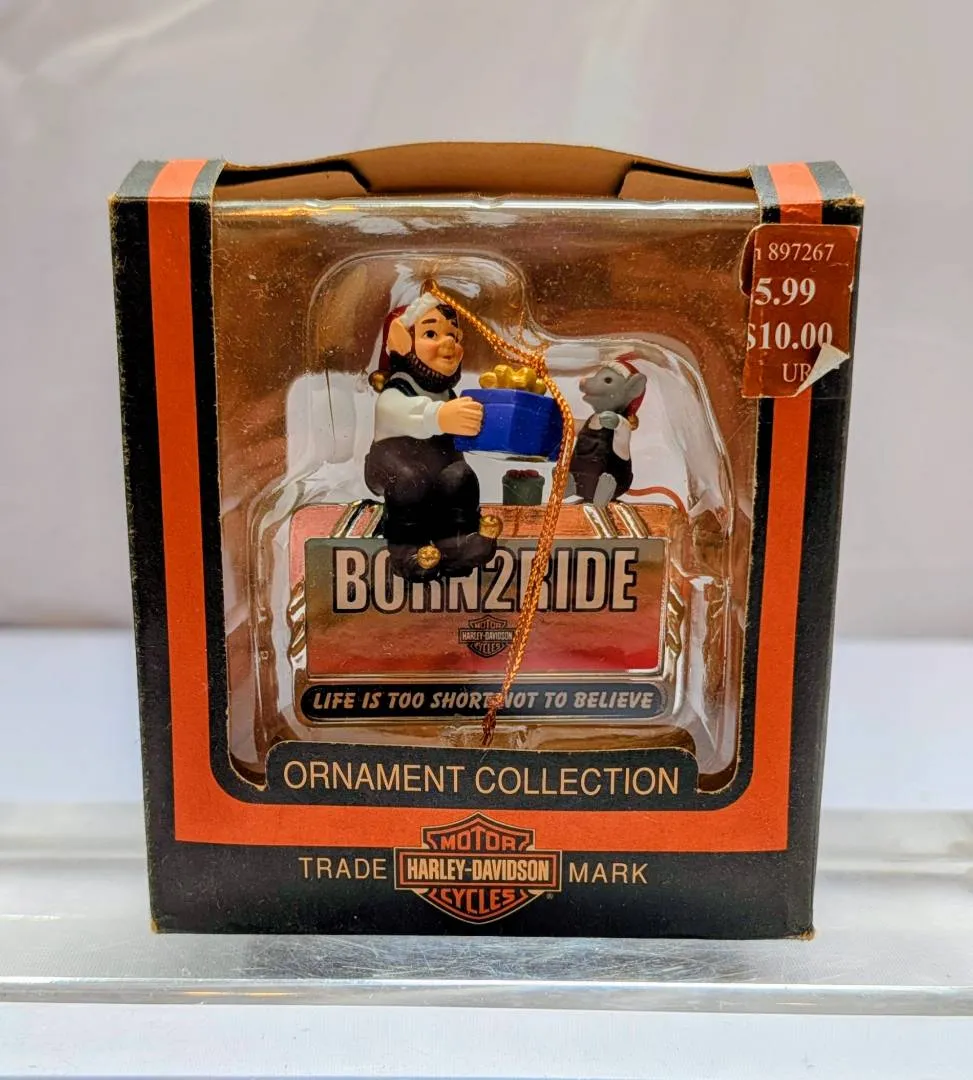 897267
5.99
$10.00
UR
BORN2RIDE
MOTOR
HARLEY-DAVIDSON
CYCLES
LIFE IS TOO SHORT NOT TO BELIEVE
ORNAMENT COLLECTION
TRADE MARK
MOTOR
HARLEY-DAVIDSON
CYCLES